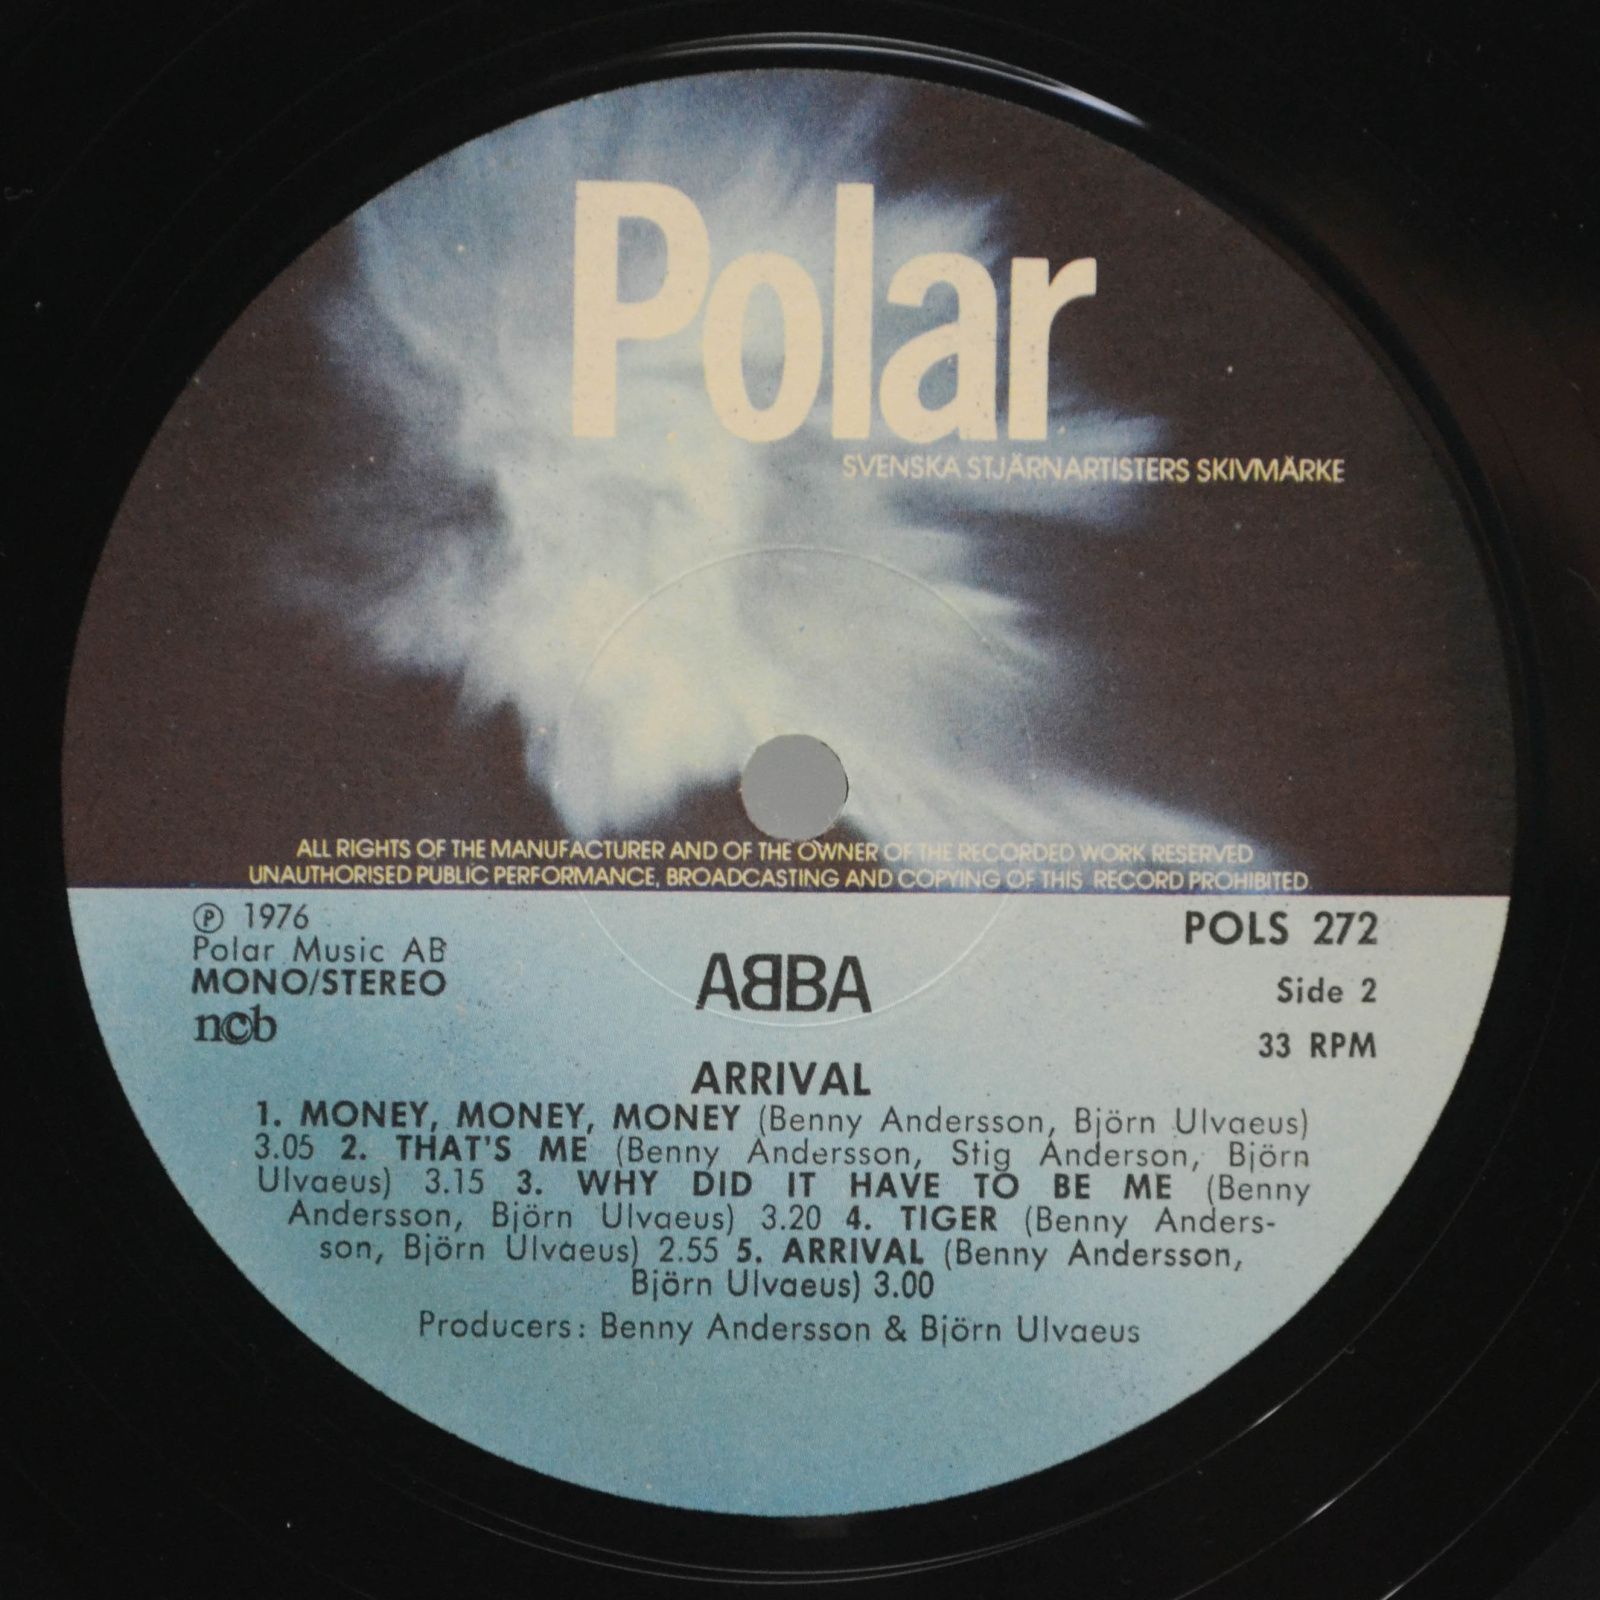 Polar
SVENSKA STJÄRNARTISTERS SKIVMÄRKE
ALL RIGHTS OF THE MANUFACTURER AND OF THE OWNER OF THE RECORDED WORK RESERVED
UNAUTHORISED PUBLIC PERFORMANCE, BROADCASTING AND COPYING OF THIS RECORD PROHIBITED
℗ 1976
Polar Music AB
MONO/STEREO
ncb
POLS 272
Side 2
33 RPM
AᗺBA
ARRIVAL
1. MONEY, MONEY, MONEY (Benny Andersson, Björn Ulvaeus)
3.05 2. THAT'S ME (Benny Andersson, Stig Anderson, Björn
Ulvaeus) 3.15 3. WHY DID IT HAVE TO BE ME (Benny
Andersson, Björn Ulvaeus) 3.20 4. TIGER (Benny Anders-
son, Björn Ulvaeus) 2.55 5. ARRIVAL (Benny Andersson,
Björn Ulvaeus) 3.00
Producers: Benny Andersson & Björn Ulvaeus